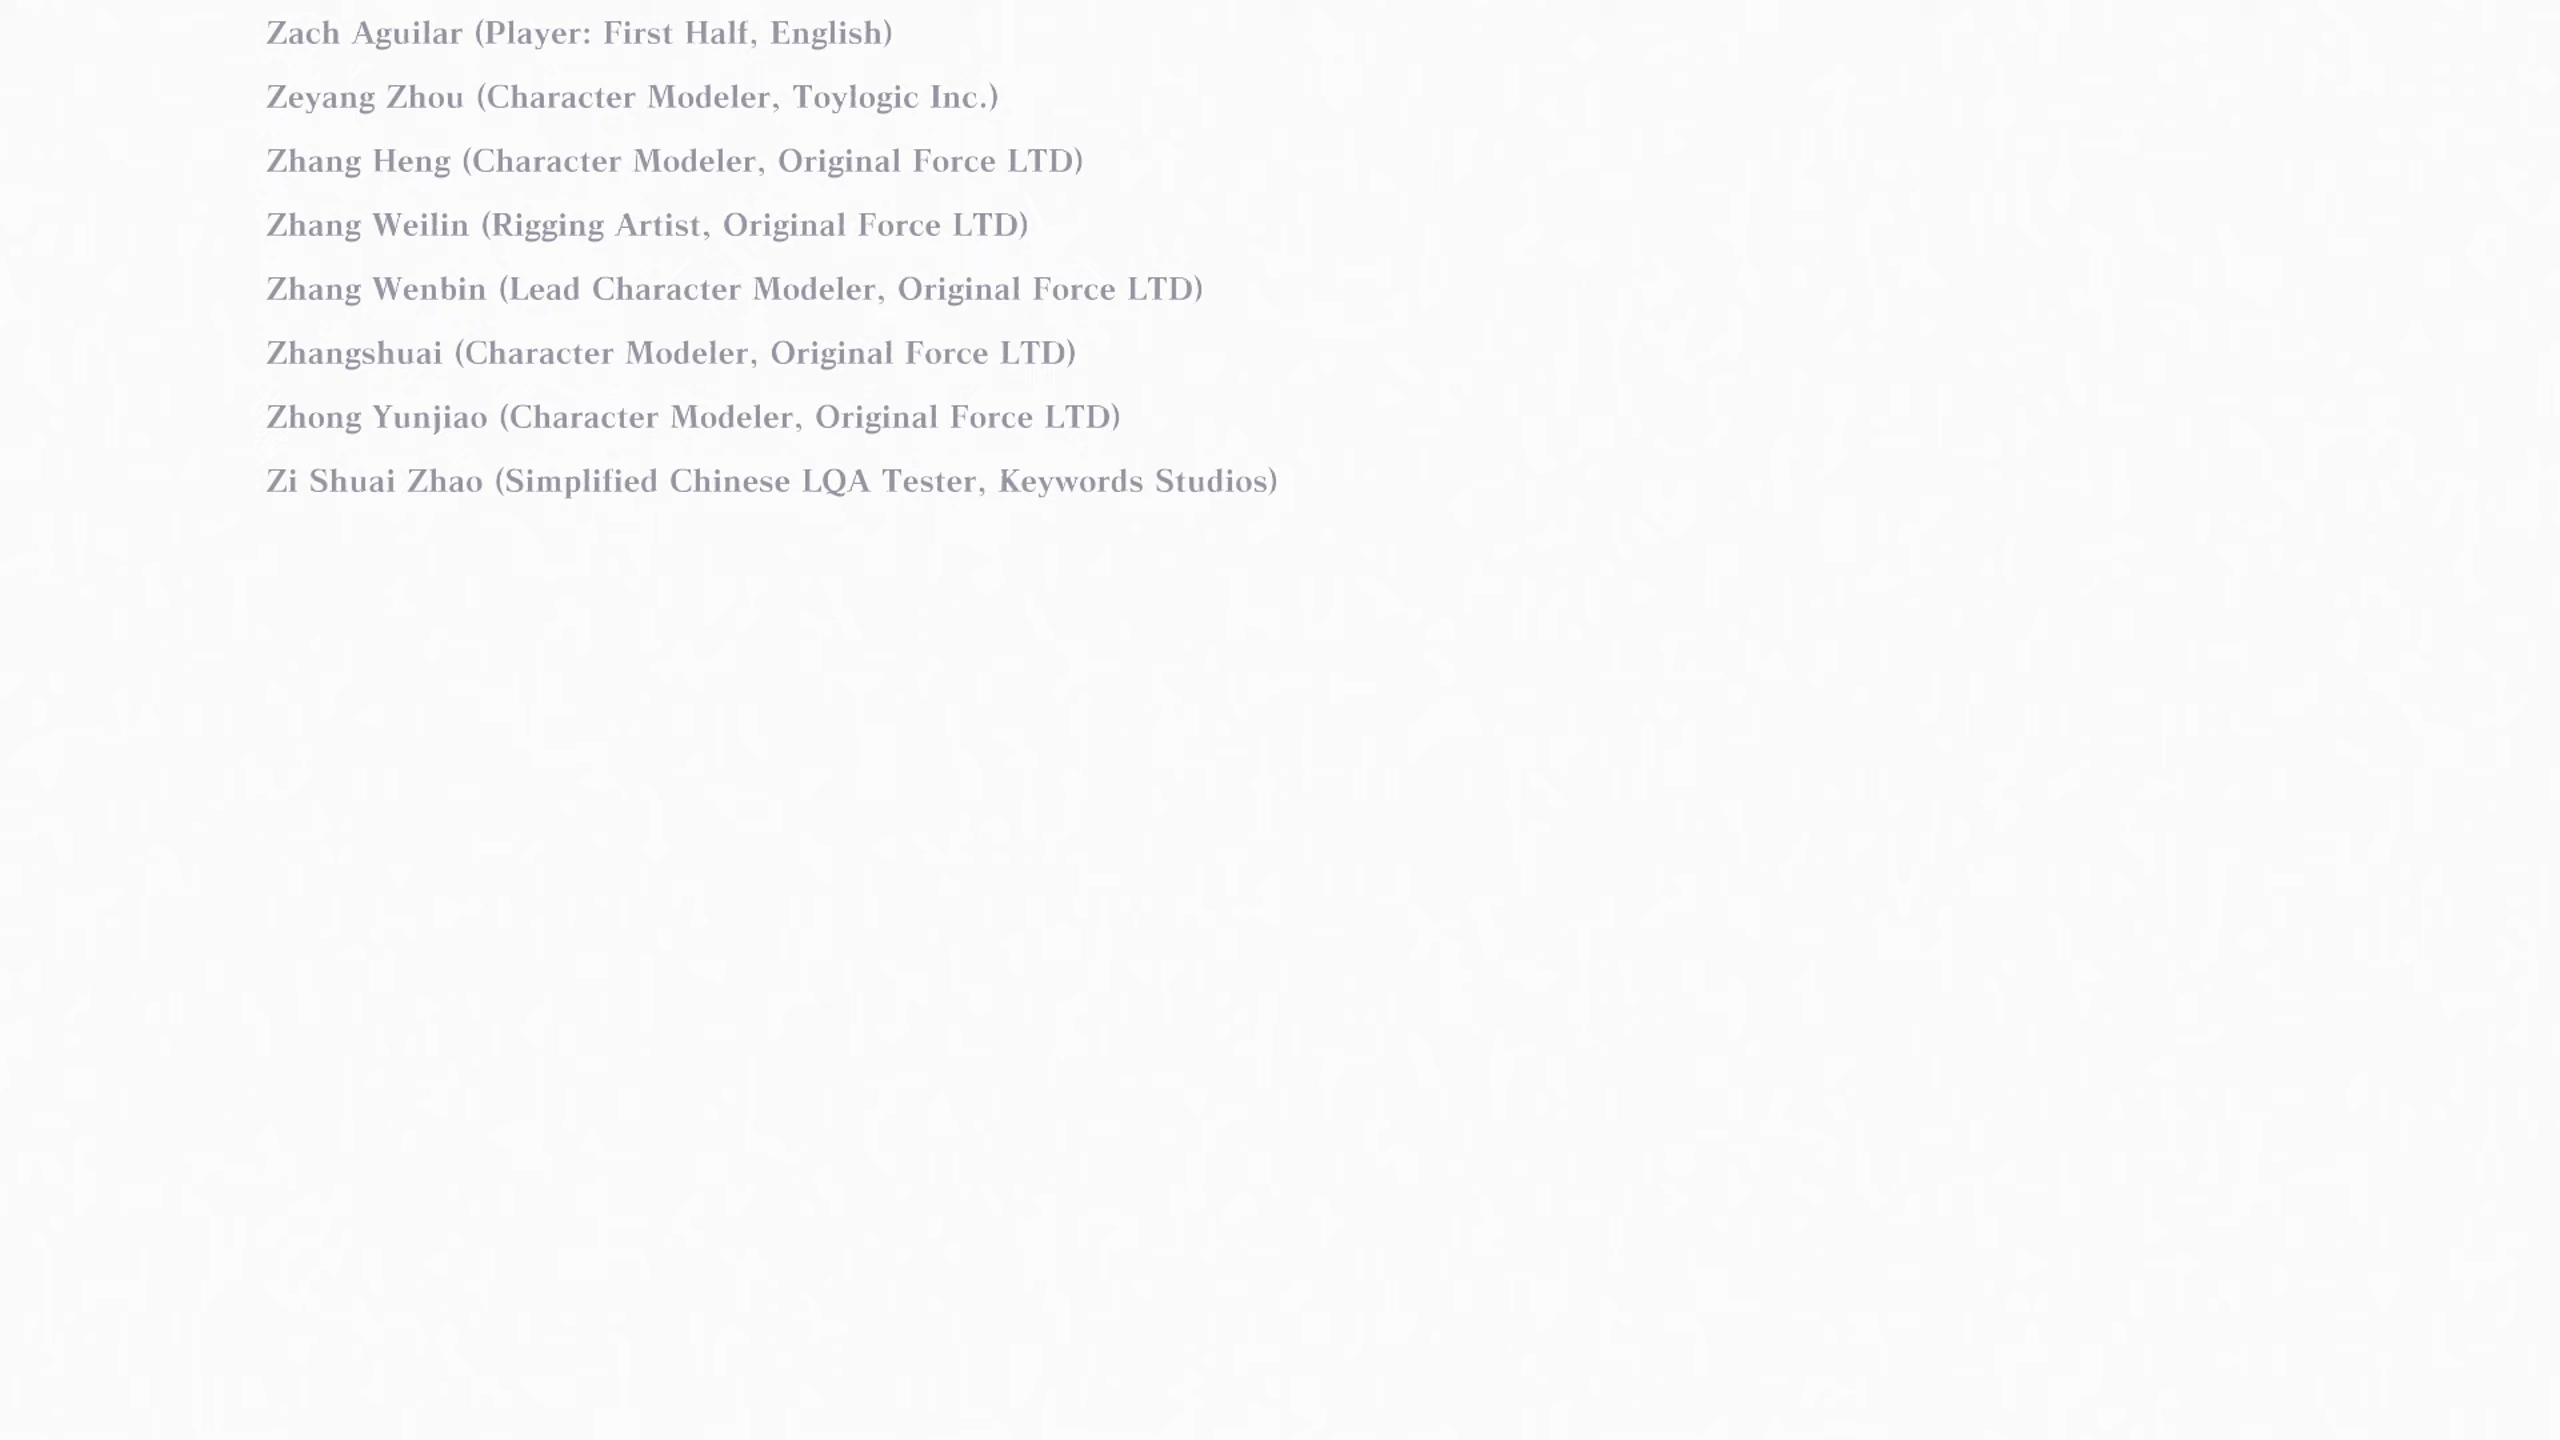 Zach Aguilar (Player: First Half, English)
Zeyang Zhou (Character Modeler, Toylogic Inc.)
Zhang Heng (Character Modeler, Original Force LTD)
Zhang Weilin (Rigging Artist, Original Force LTD)
Zhang Wenbin (Lead Character Modeler, Original Force LTD)
Zhangshuai (Character Modeler, Original Force LTD)
Zhong Yunjiao (Character Modeler, Original Force LTD)
Zi Shuai Zhao (Simplified Chinese LQA Tester, Keywords Studios)